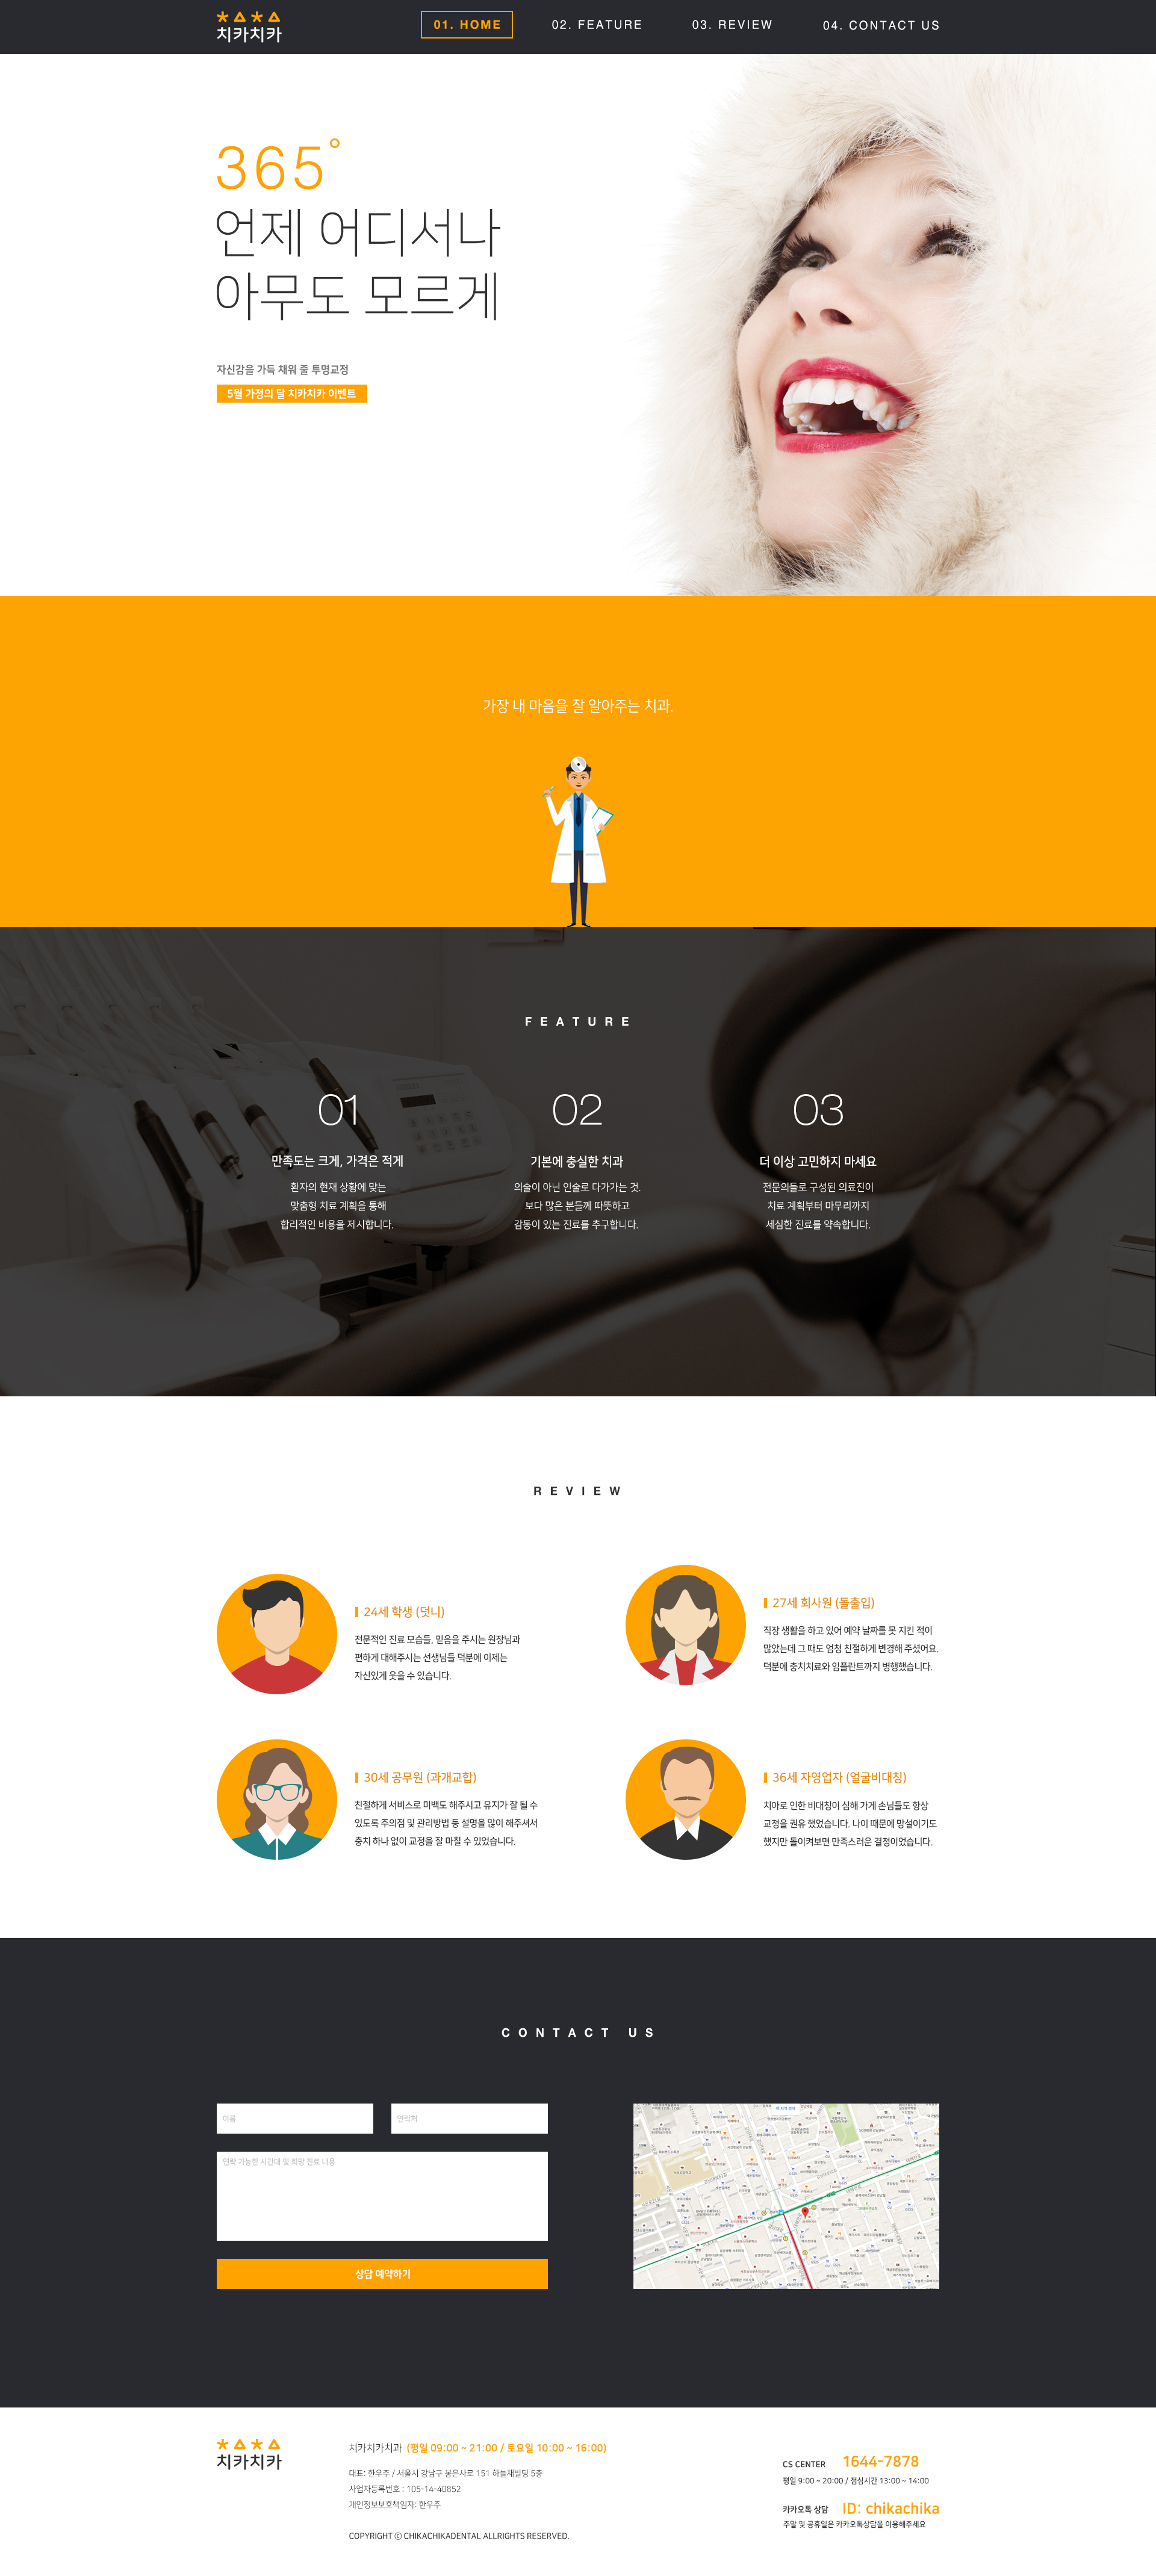 치카치카
01. HOME
02. FEATURE
03. REVIEW
04. CONTACT US
365°
언제 어디서나
아무도 모르게
자신감을 가득 채워 줄 투명교정
5월 가정의 달 치카치카 이벤트
가장 내 마음을 잘 알아주는 치과.
FEATURE
01
만족도는 크게, 가격은 적게
환자의 현재 상황에 맞는
맞춤형 치료 계획을 통해
합리적인 비용을 제시합니다.
02
기본에 충실한 치과
의술이 아닌 인술로 다가가는 것.
보다 많은 분들께 따뜻하고
감동이 있는 진료를 추구합니다.
03
더 이상 고민하지 마세요
전문의들로 구성된 의료진이
치료 계획부터 마무리까지
세심한 진료를 약속합니다.
REVIEW
24세 학생 (덧니)
전문적인 진료 모습들, 믿음을 주시는 원장님과
편하게 대해주시는 선생님들 덕분에 이제는
자신있게 웃을 수 있습니다.
27세 회사원 (돌출입)
직장 생활을 하고 있어 예약 날짜를 못 지킨 적이
많았는데 그 때도 엄청 친절하게 변경해 주셨어요.
덕분에 충치치료와 임플란트까지 병행했습니다.
30세 공무원 (과개교합)
친절하게 서비스로 미백도 해주시고 유지가 잘 될 수
있도록 주의점 및 관리방법 등 설명을 많이 해주셔서
충치 하나 없이 교정을 잘 마칠 수 있었습니다.
36세 자영업자 (얼굴비대칭)
치아로 인한 비대칭이 심해 가게 손님들도 항상
교정을 권유 했었습니다. 나이 때문에 망설이기도
했지만 돌이켜보면 만족스러운 결정이었습니다.
CONTACT US
이름
연락처
연락 가능한 시간대 및 희망 진료 내용
상담 예약하기
치카치카
치카치카치과 (평일 09:00 ~ 21:00 / 토요일 10:00 ~ 16:00)
대표: 한우주 / 서울시 강남구 봉은사로 151 하늘채빌딩 5층
사업자등록번호 : 105-14-40852
개인정보보호책임자: 한우주
COPYRIGHT ⓒ CHIKACHIKADENTAL ALLRIGHTS RESERVED.
CS CENTER 1644-7878
평일 9:00 ~ 20:00 / 점심시간 13:00 ~ 14:00
카카오톡 상담 ID: chikachika
주말 및 공휴일은 카카오톡상담을 이용해주세요